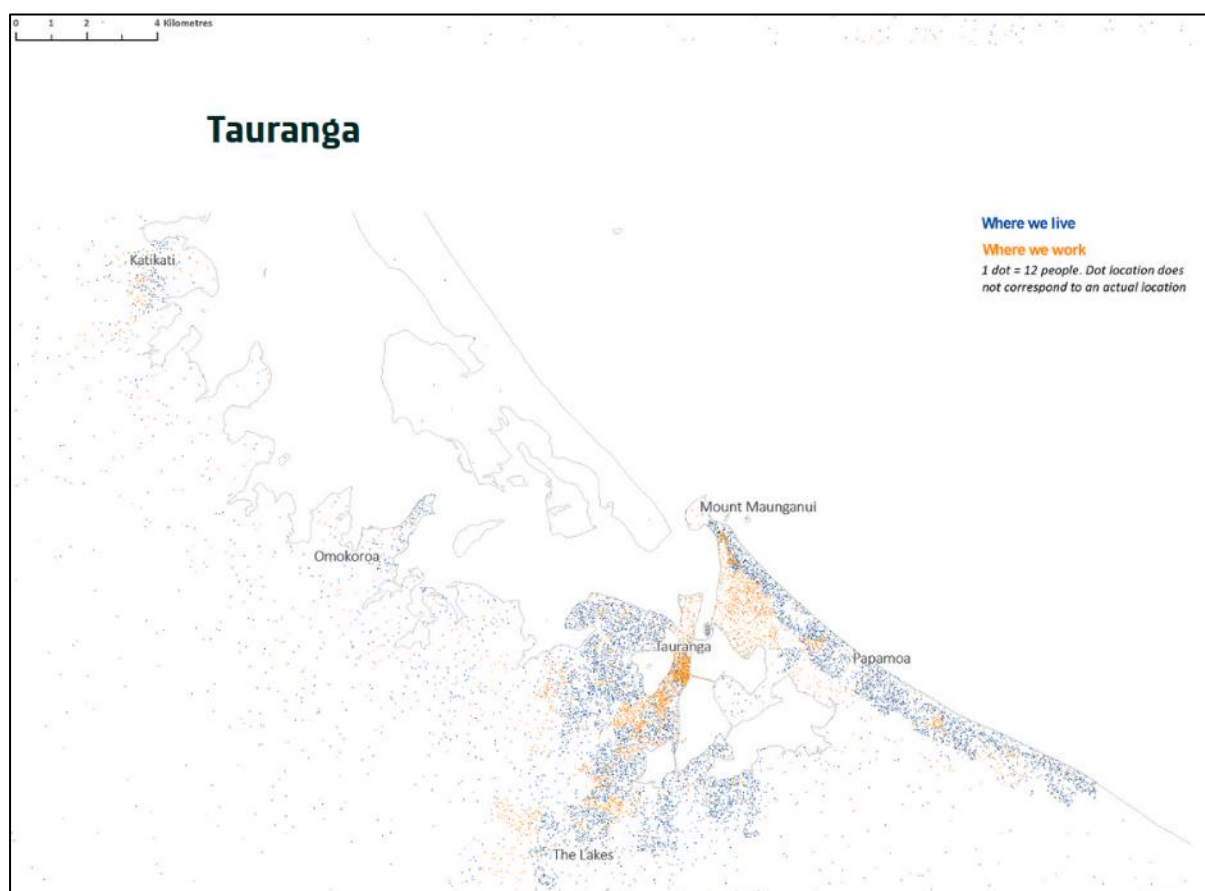 0 1 2 4 Kilometres
Tauranga
Where we live
Where we work
1 dot = 12 people. Dot location does
not correspond to an actual location
Katikati
Mount Maunganui
Omokoroa
Tauranga
Papamoa
The Lakes